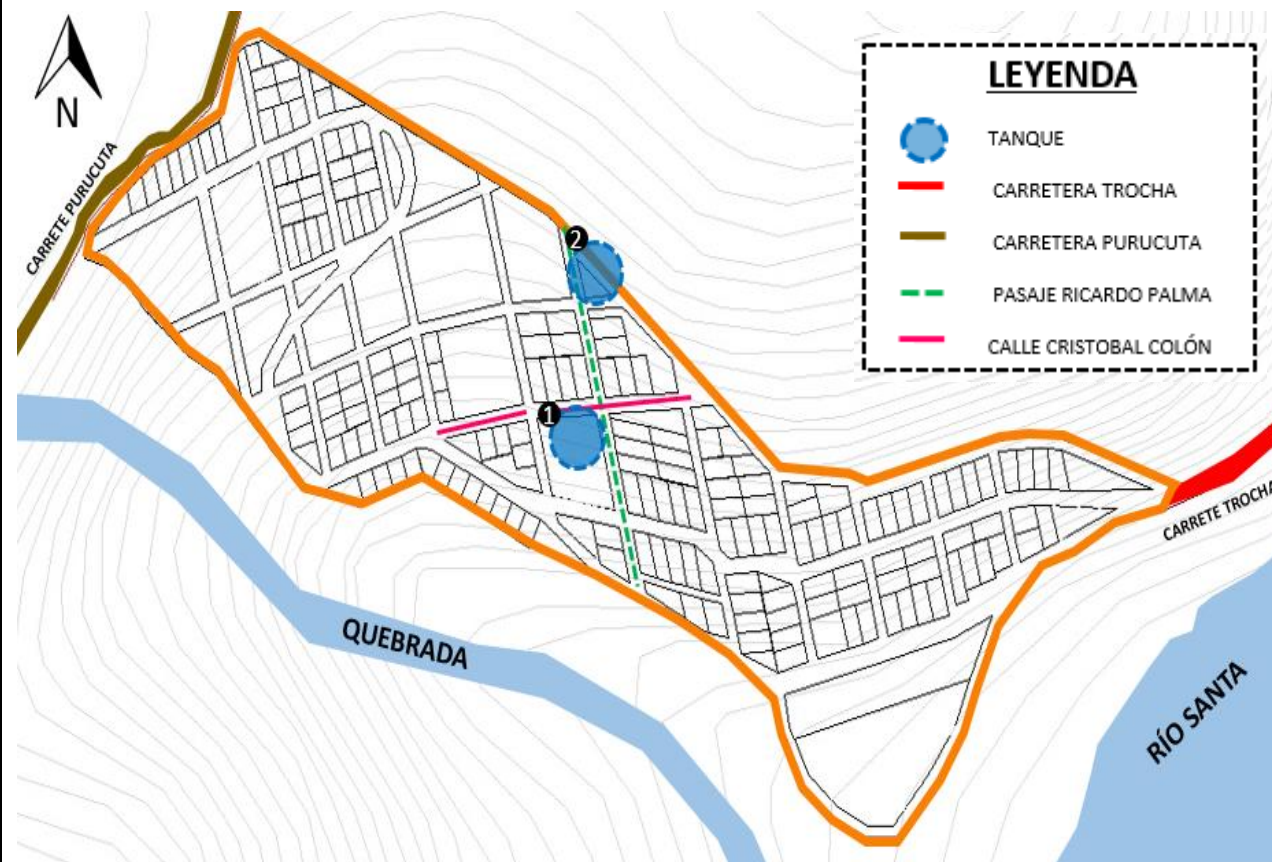 N
LEYENDA
TANQUE
CARRETERA TROCHA
CARRETERA PURUCUTA
PASAJE RICARDO PALMA
CALLE CRISTOBAL COLÓN
CARRETE PURUCUTA
2
1
CARRETE TROCHA
QUEBRADA
RÍO SANTA